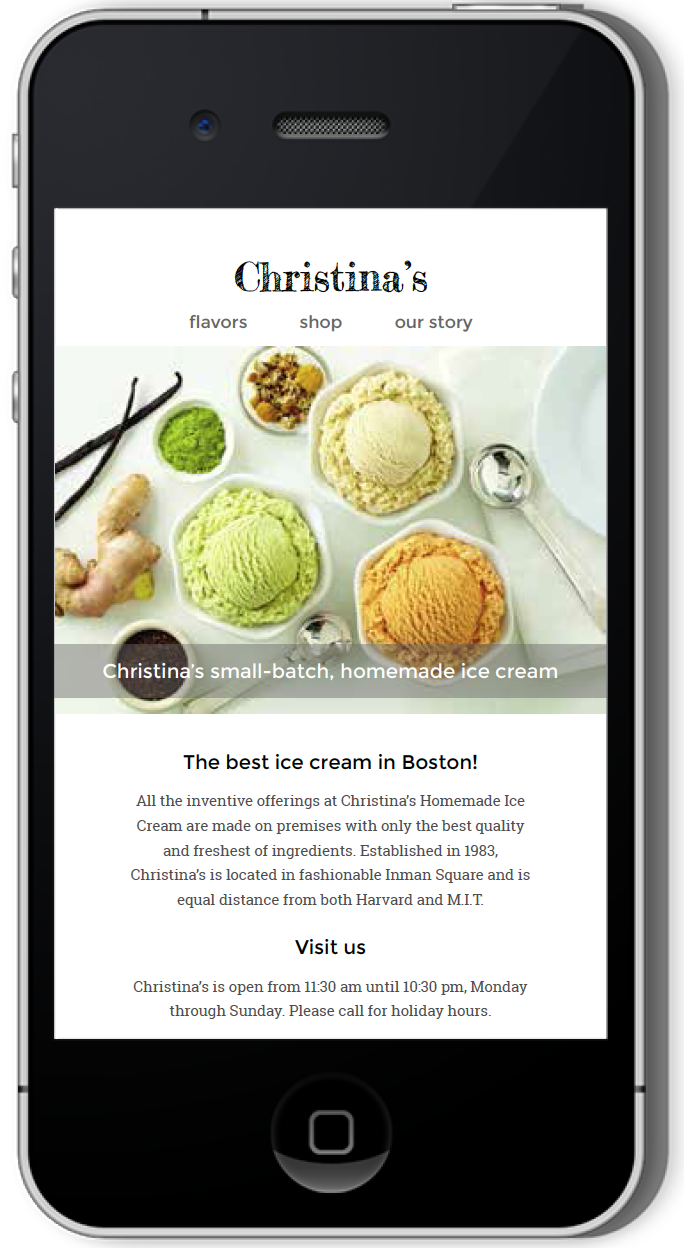 Christina's
flavors shop our story
Christina's small-batch, homemade ice cream
The best ice cream in Boston!
All the inventive offerings at Christina's Homemade Ice
Cream are made on premises with only the best quality
and freshest of ingredients. Established in 1983,
Christina's is located in fashionable Inman Square and is
equal distance from both Harvard and M.I.T.
Visit us
Christina's is open from 11:30 am until 10:30 pm, Monday
through Sunday. Please call for holiday hours.